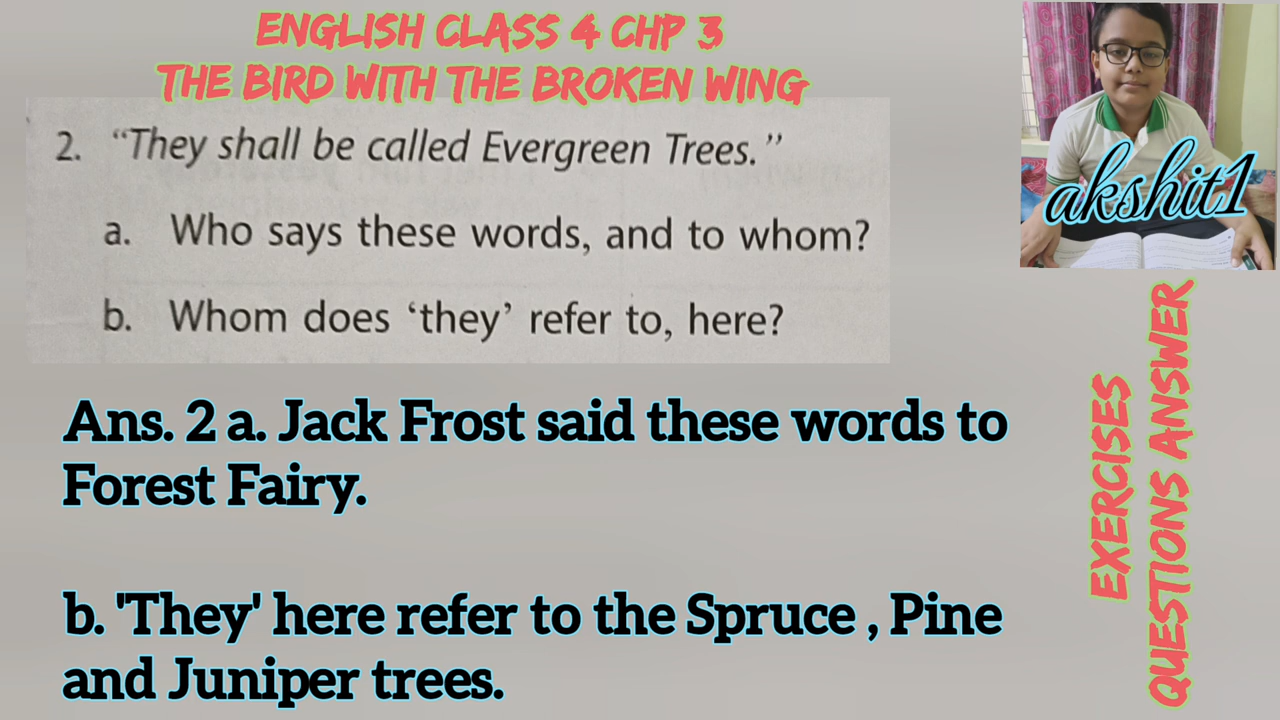 ENGLISH CLASS 4 CHP 3
THE BIRD WITH THE BROKEN WING
2. “They shall be called Evergreen Trees.”
a. Who says these words, and to whom?
b. Whom does ‘they’ refer to, here?
akshit1
Ans. 2 a. Jack Frost said these words to
Forest Fairy.
b. 'They' here refer to the Spruce , Pine
and Juniper trees.
EXERCISES
QUESTIONS ANSWER